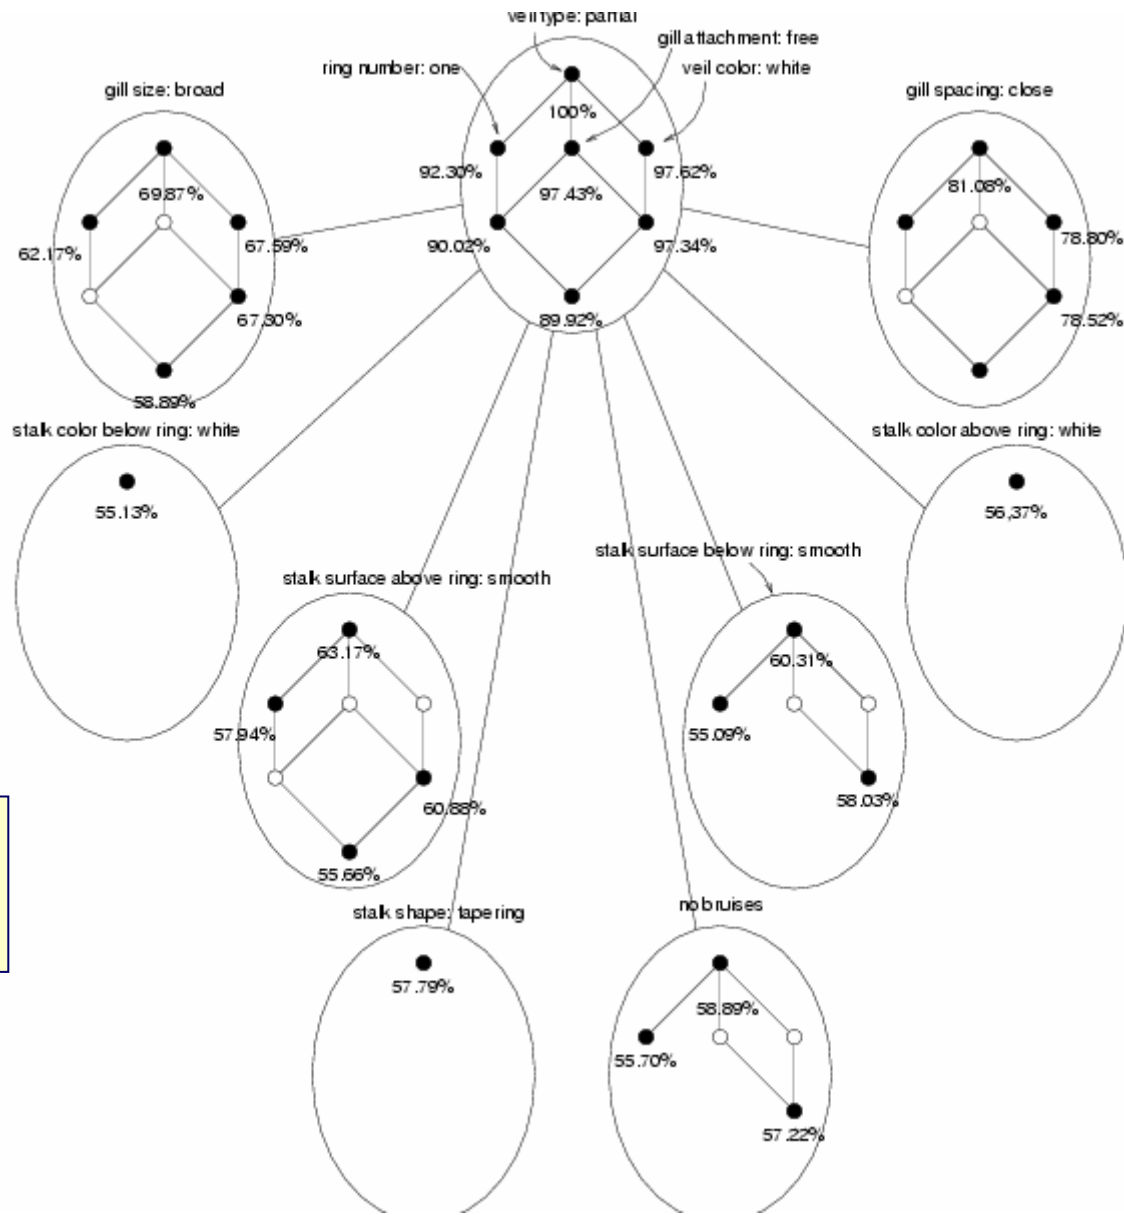 veil type: partial
gill attachment: free
ring number: one
veil color: white
gill size: broad
gill spacing: close
100%
92.30%
97.43%
97.62%
90.02%
97.34%
89.92%
69.87%
62.17%
67.59%
67.30%
58.89%
81.08%
78.80%
78.52%
stalk color below ring: white
stalk color above ring: white
55.13%
56,37%
stalk surface below ring: smooth
stalk surface above ring: smooth
63.17%
57.94%
60.88%
55.66%
60.31%
55.09%
58.03%
stalk shape: tapering
no bruises
57.79%
58.89%
55.70%
57.22%